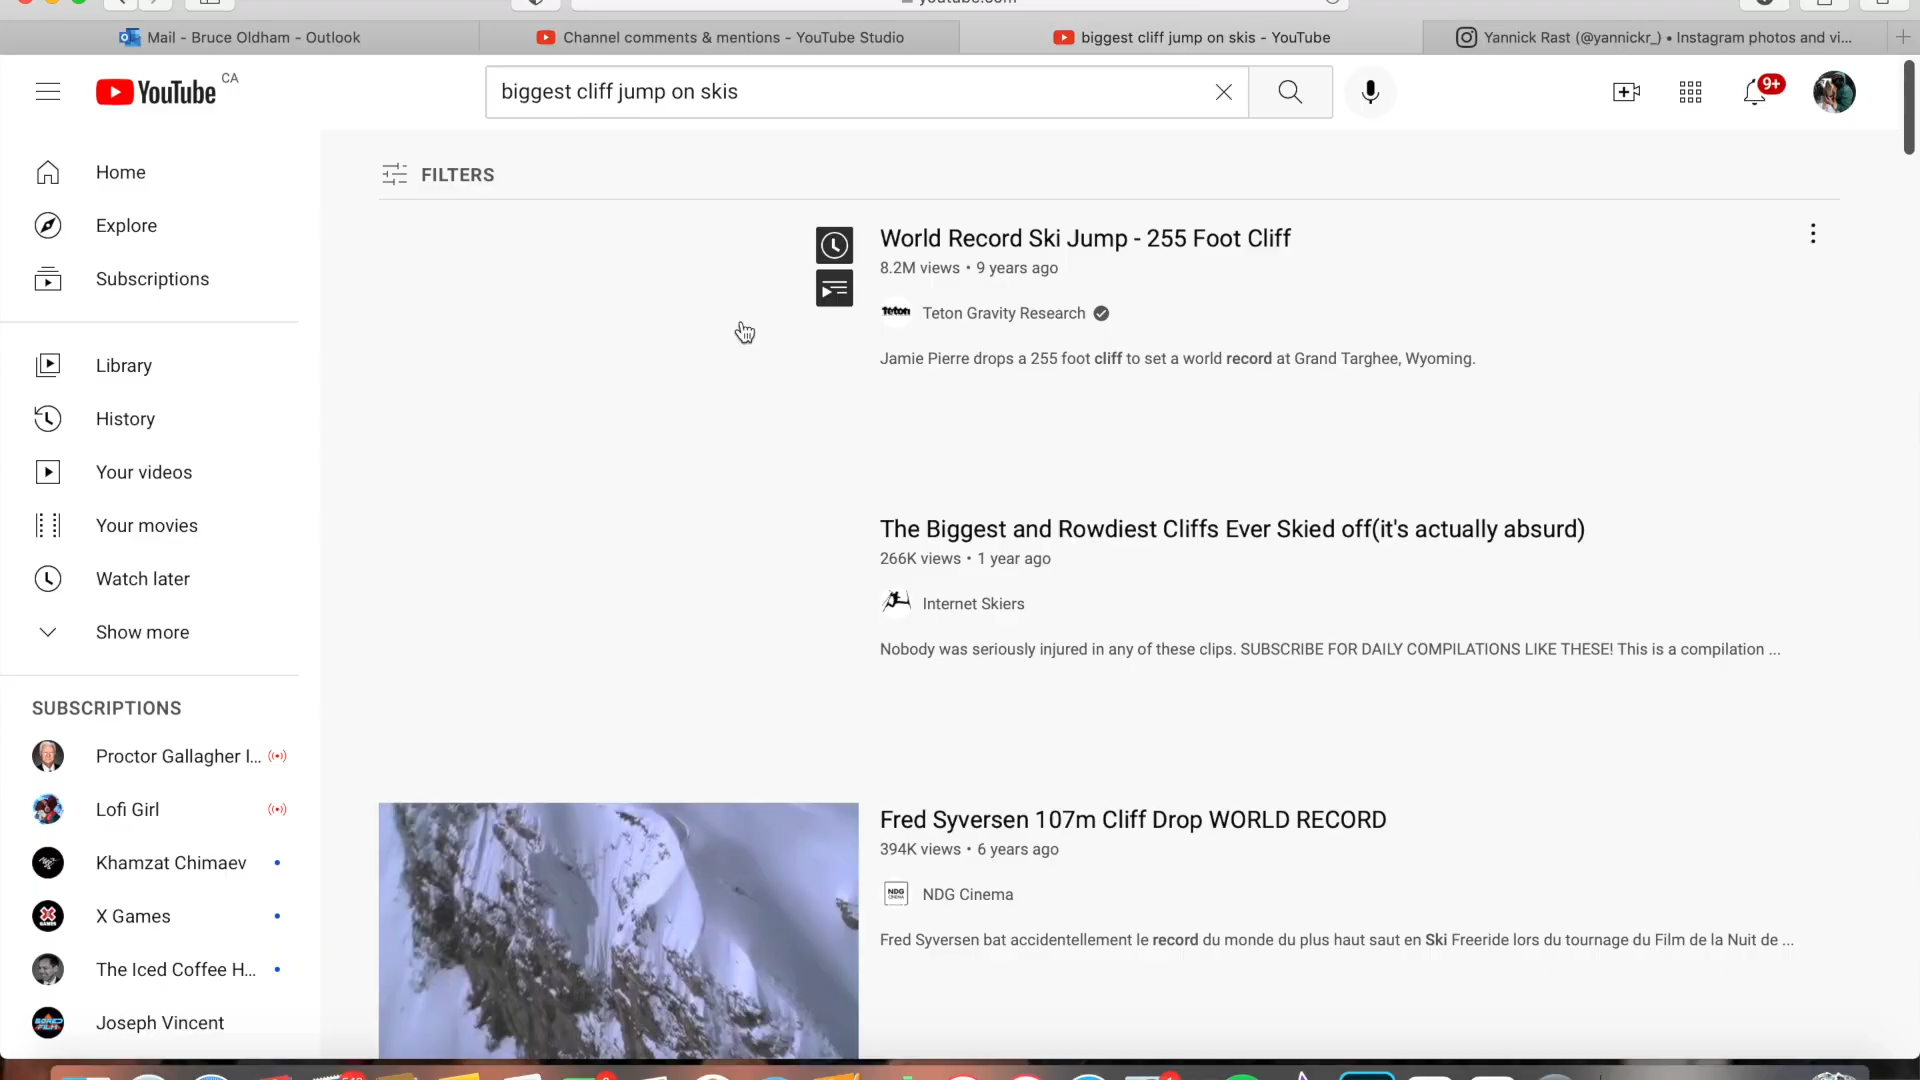 Mail - Bruce Oldham - Outlook
Channel comments & mentions - YouTube Studio
biggest cliff jump on skis - YouTube
Yannick Rast (@yannickr_) • Instagram photos and vi...
YouTube CA
biggest cliff jump on skis
9+
Home
Explore
Subscriptions
Library
History
Your videos
Your movies
Watch later
Show more
SUBSCRIPTIONS
Proctor Gallagher I...
Lofi Girl
Khamzat Chimaev
X Games
The Iced Coffee H...
Joseph Vincent
FILTERS
World Record Ski Jump - 255 Foot Cliff
8.2M views • 9 years ago
Teton Gravity Research
Jamie Pierre drops a 255 foot cliff to set a world record at Grand Targhee, Wyoming.
The Biggest and Rowdiest Cliffs Ever Skied off(it's actually absurd)
266K views • 1 year ago
Internet Skiers
Nobody was seriously injured in any of these clips. SUBSCRIBE FOR DAILY COMPILATIONS LIKE THESE! This is a compilation ...
Fred Syversen 107m Cliff Drop WORLD RECORD
394K views • 6 years ago
NDG Cinema
Fred Syversen bat accidentellement le record du monde du plus haut saut en Ski Freeride lors du tournage du Film de la Nuit de ...